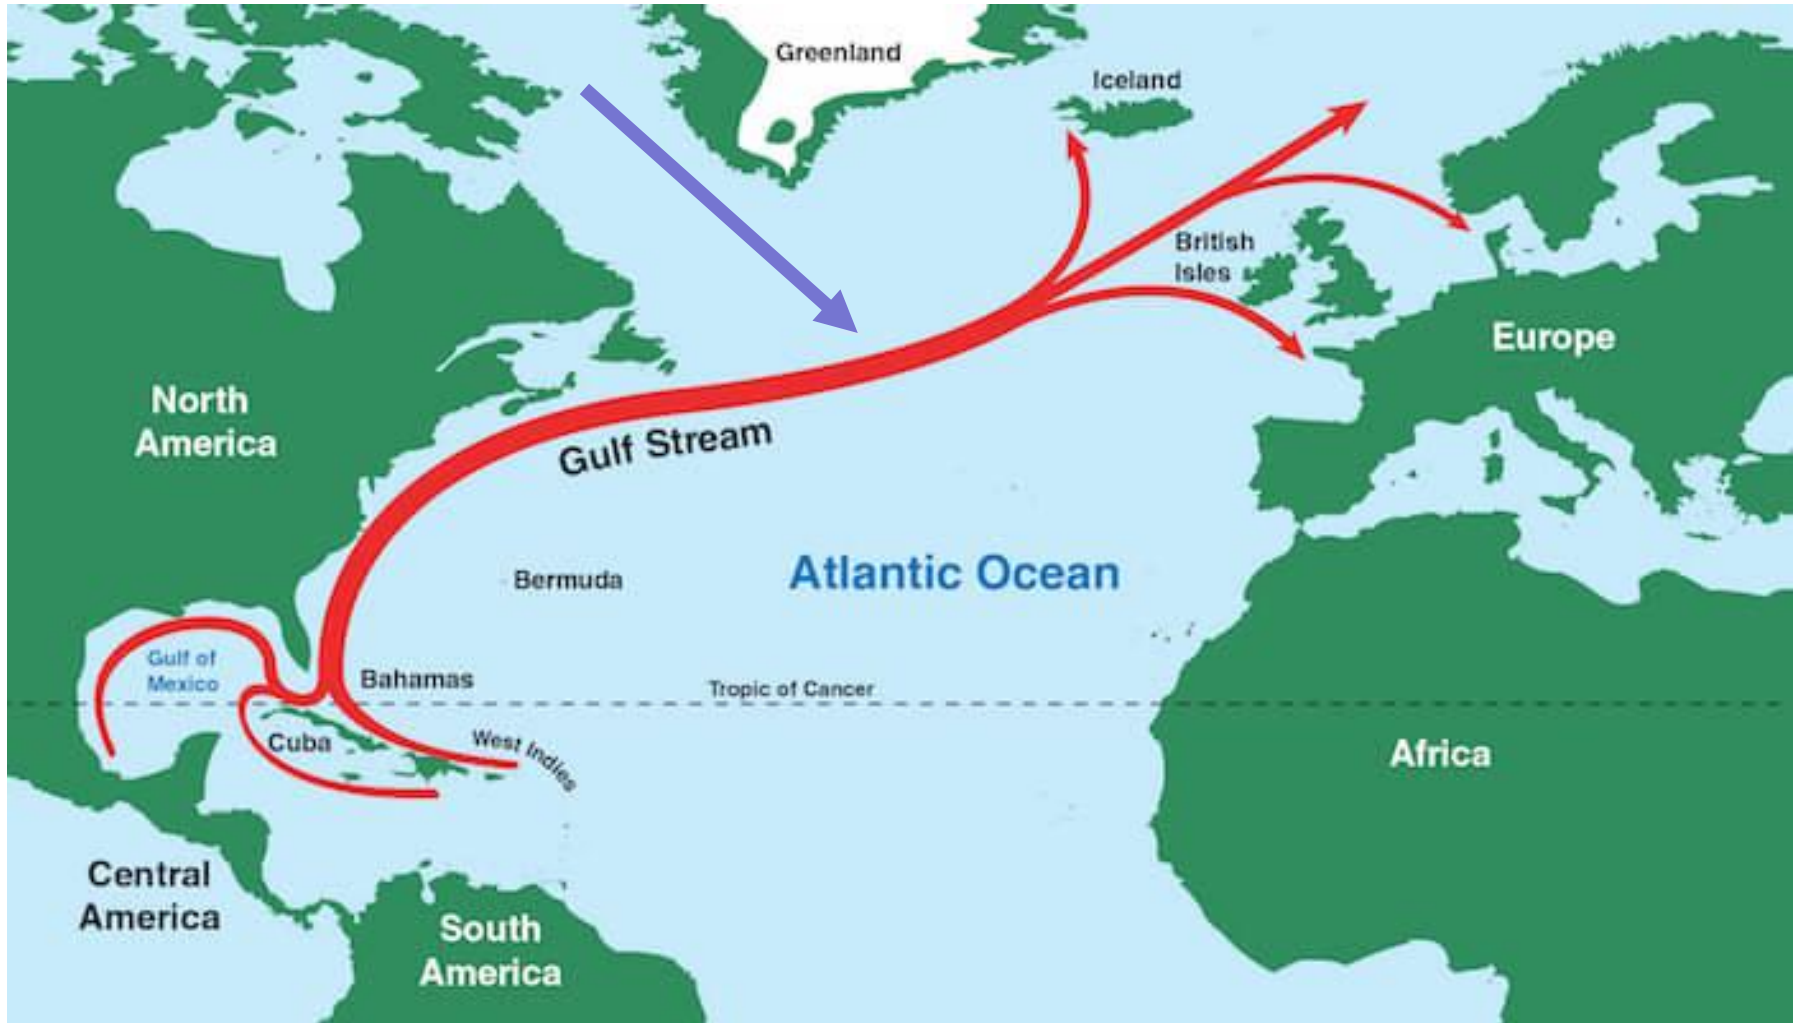 Greenland
Iceland
British
Isles
Europe
North
America
Gulf Stream
Bermuda
Atlantic Ocean
Gulf of
Mexico
Bahamas
Tropic of Cancer
Cuba
West Indies
Africa
Central
America
South
America